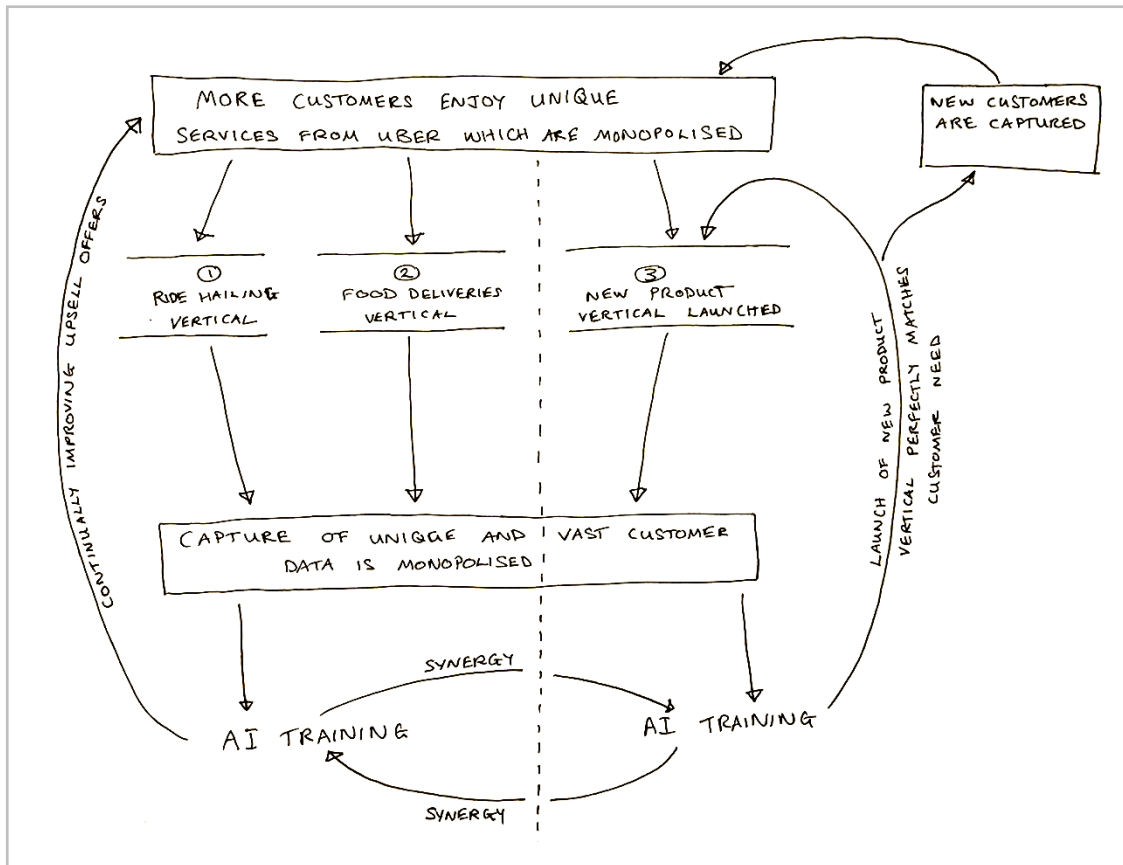 MORE CUSTOMERS ENJOY UNIQUE
SERVICES FROM UBER WHICH ARE MONOPOLISED
NEW CUSTOMERS
ARE CAPTURED
CONTINUALLY IMPROVING UPSELL OFFERS
①
RIDE HAILING
VERTICAL
②
FOOD DELIVERIES
VERTICAL
③
NEW PRODUCT
VERTICAL LAUNCHED
LAUNCH OF NEW PRODUCT
VERTICAL PERFECTLY MATCHES
CUSTOMER NEED
CAPTURE OF UNIQUE AND VAST CUSTOMER
DATA IS MONOPOLISED
SYNERGY
AI TRAINING
AI TRAINING
SYNERGY